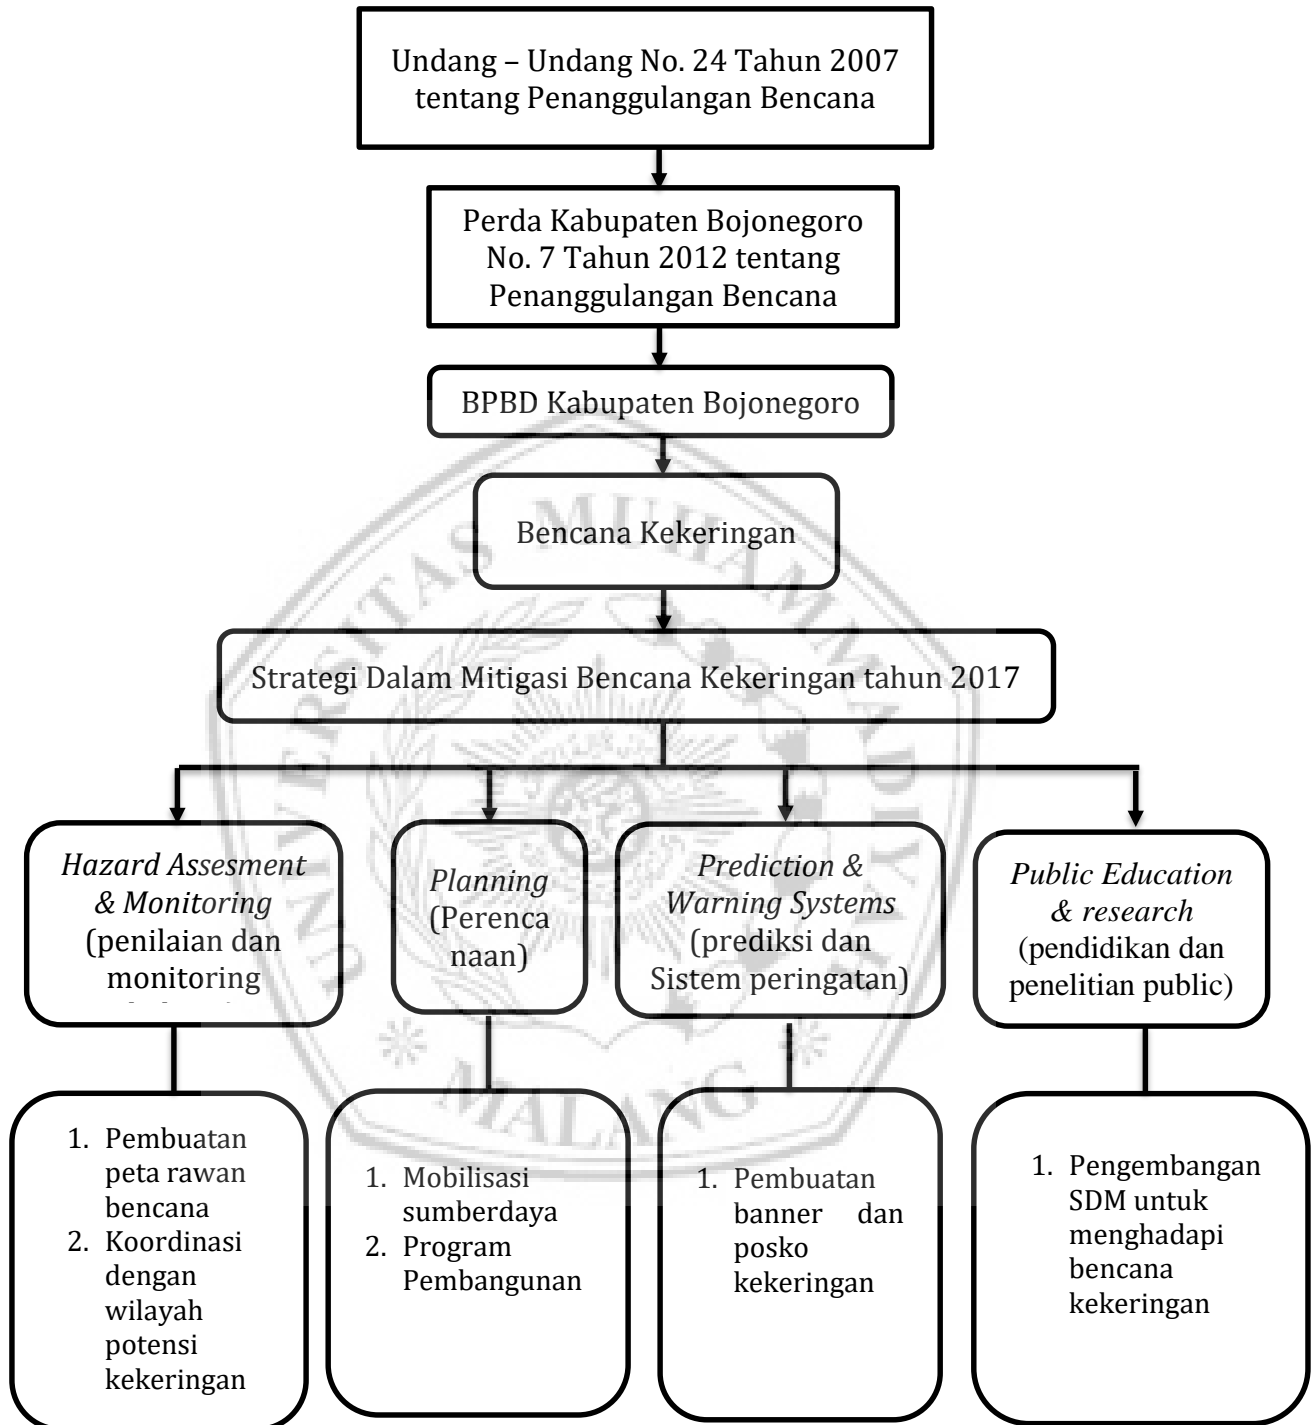 Undang – Undang No. 24 Tahun 2007
tentang Penanggulangan Bencana
Perda Kabupaten Bojonegoro
No. 7 Tahun 2012 tentang
Penanggulangan Bencana
BPBD Kabupaten Bojonegoro
Bencana Kekeringan
Strategi Dalam Mitigasi Bencana Kekeringan tahun 2017
Hazard Assesment
& Monitoring
(penilaian dan
monitoring
Planning
(Perenca
naan)
Prediction &
Warning Systems
(prediksi dan
Sistem peringatan)
Public Education
& research
(pendidikan dan
penelitian public)
1. Pembuatan
peta rawan
bencana
2. Koordinasi
dengan
wilayah
potensi
kekeringan
1. Mobilisasi
sumberdaya
2. Program
Pembangunan
1. Pembuatan
banner dan
posko
kekeringan
1. Pengembangan
SDM untuk
menghadapi
bencana
kekeringan
UNIVERSITAS MUHAMMADIYAH
MALANG